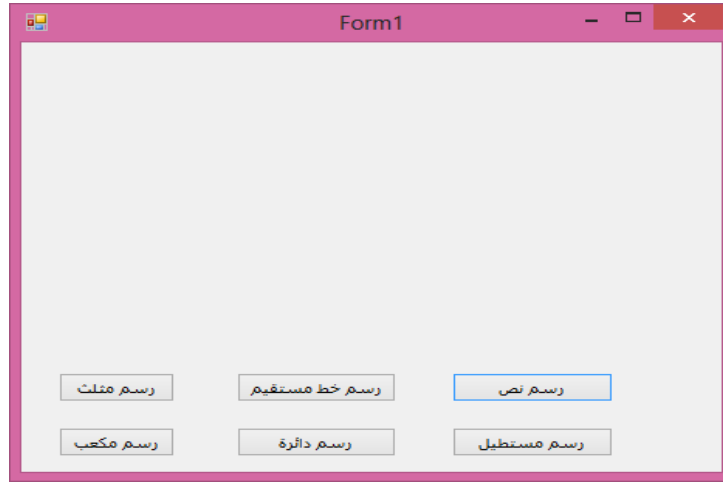 Form1
رسم نص
رسم خط مستقيم
رسم مثلث
رسم مستطيل
رسم دائرة
رسم مكعب